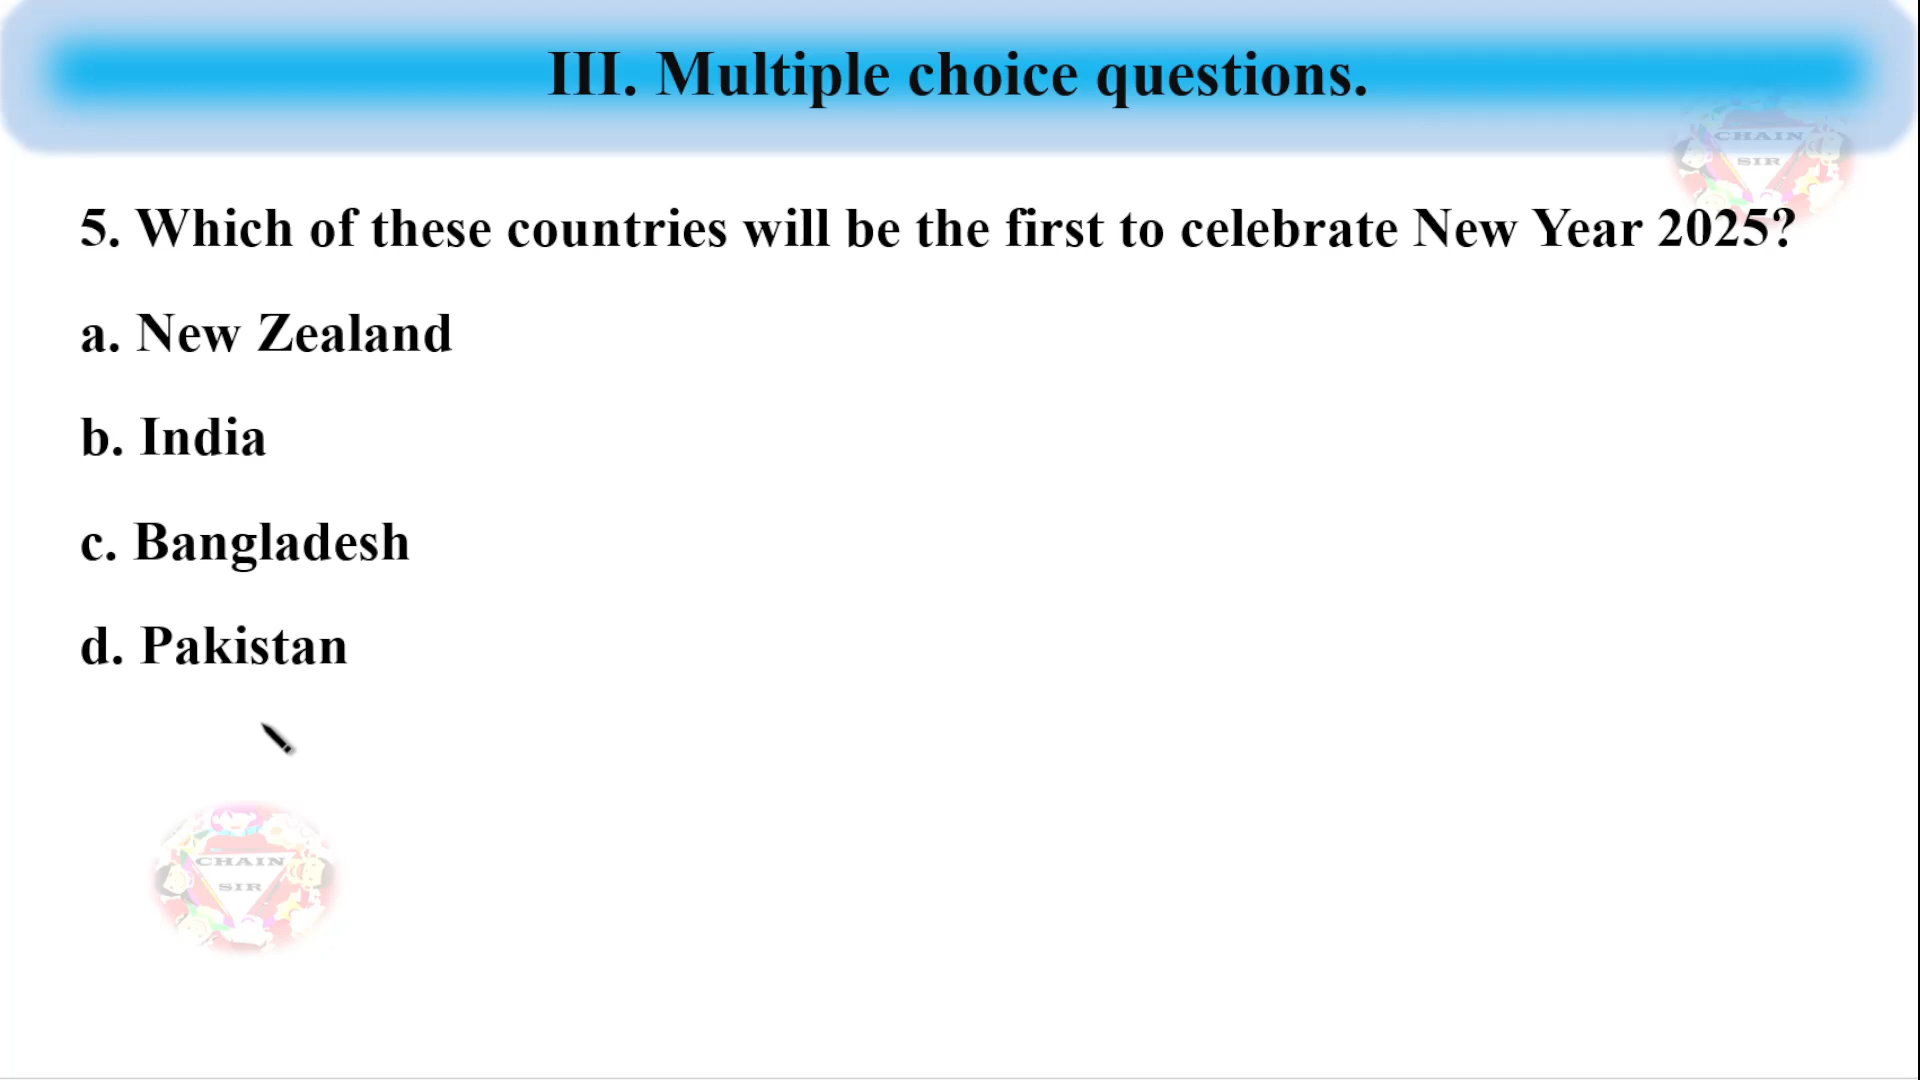 III. Multiple choice questions.
CHAIN
SIR
5. Which of these countries will be the first to celebrate New Year 2025?
a. New Zealand
b. India
c. Bangladesh
d. Pakistan
CHAIN
SIR